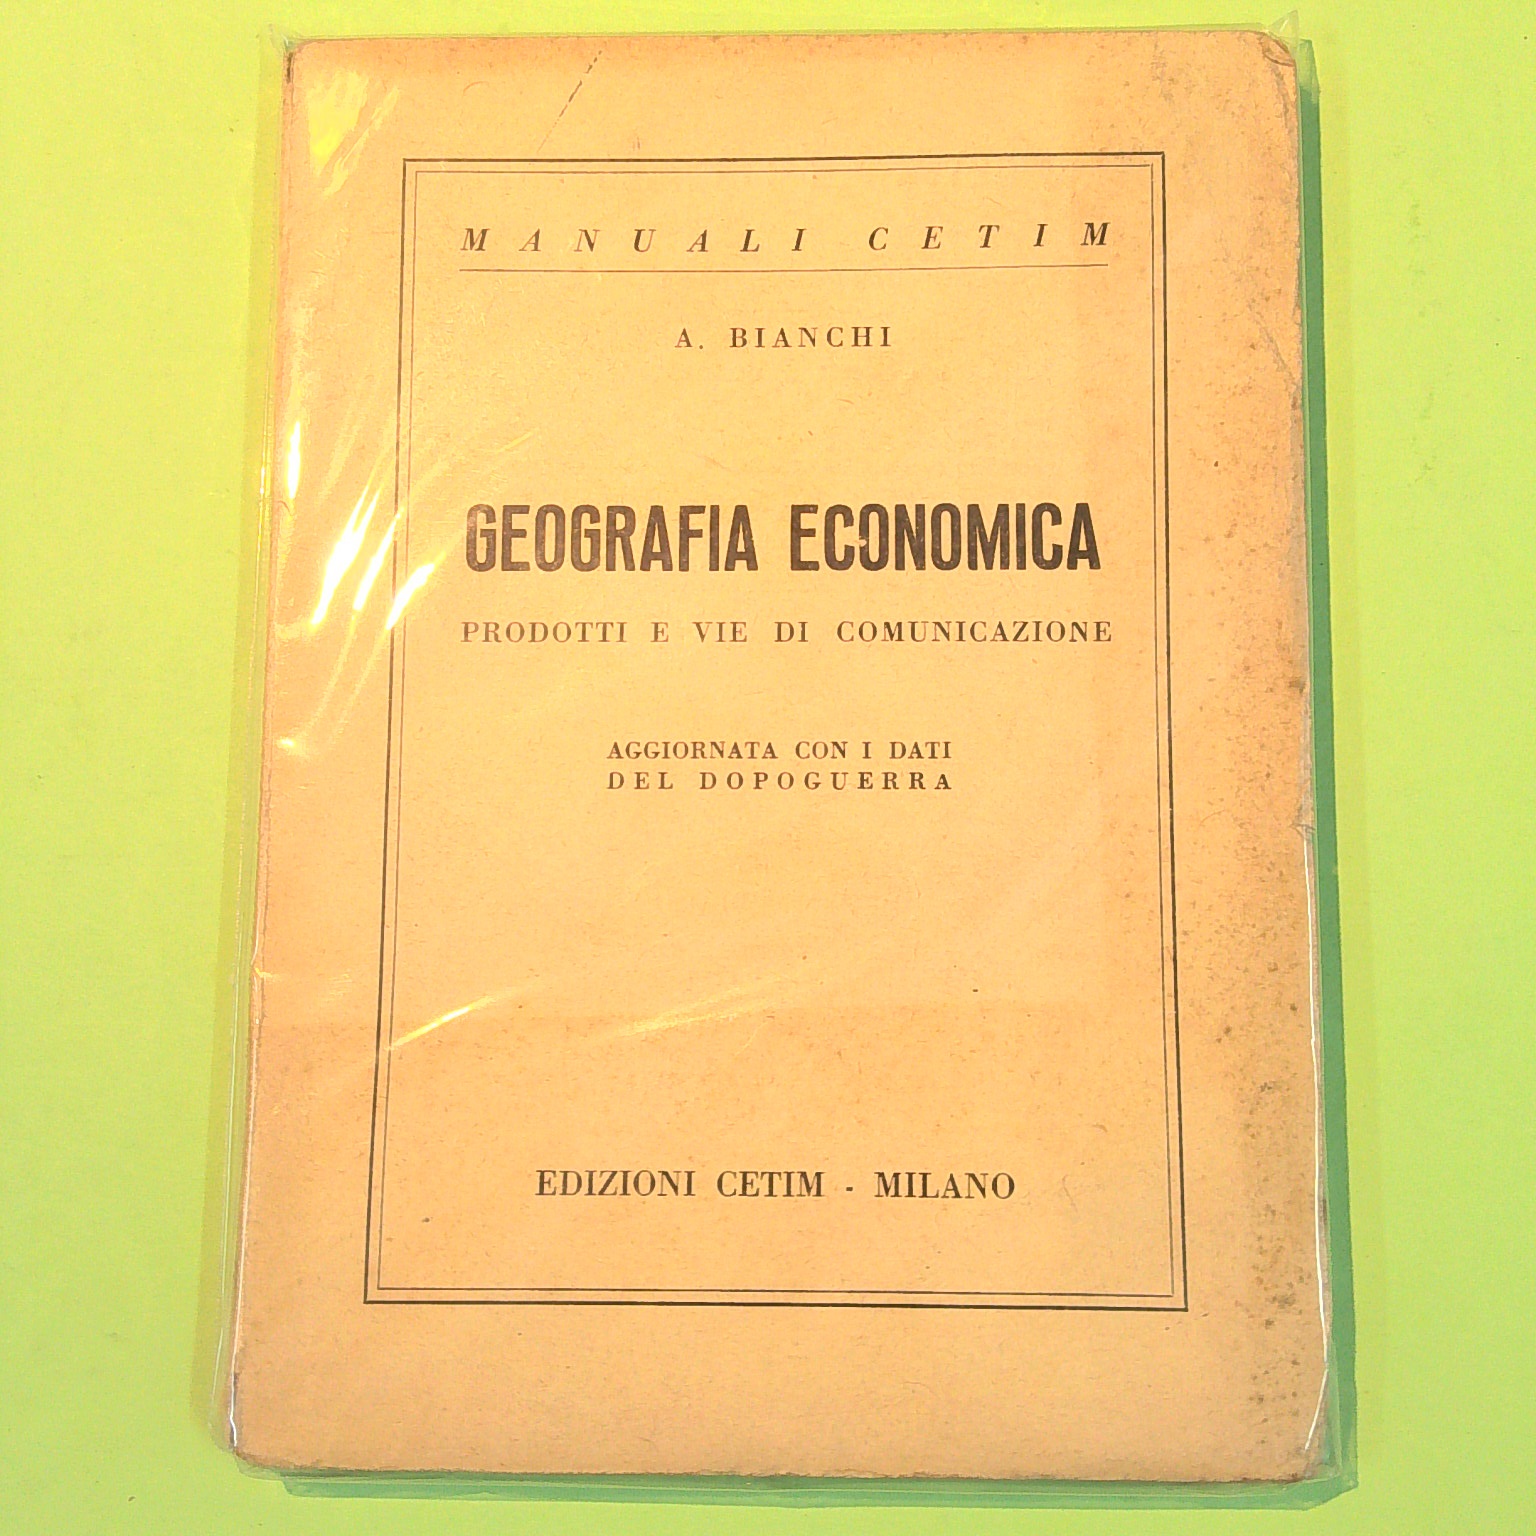 MANUALI CETIM
A. BIANCHI
GEOGRAFIA ECONOMICA
PRODOTTI E VIE DI COMUNICAZIONE
AGGIORNATA CON I DATI
DEL DOPOGUERRA
EDIZIONI CETIM - MILANO